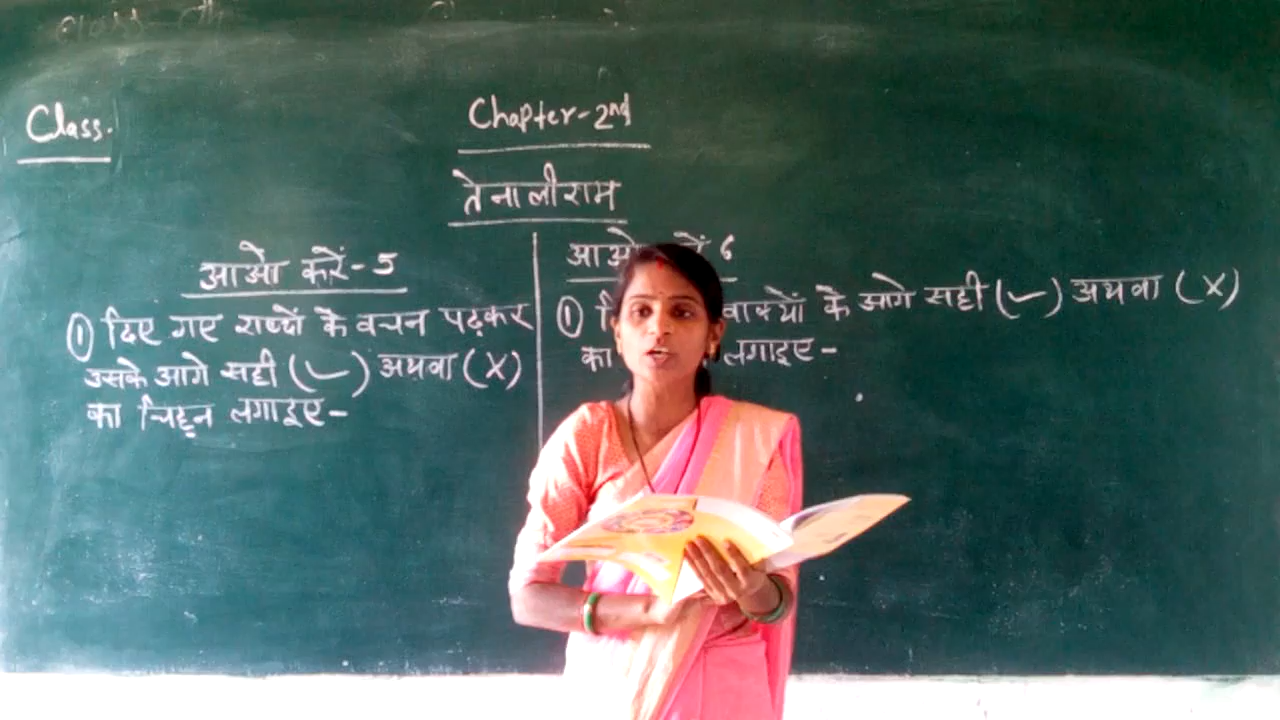 Class.
Chapter-2nd
तेनालीराम
आओ करें-5
① दिए गए शब्दों के वचन पढ़कर
उसके आगे सही (✓) अथवा (X)
का चिह्न लगाइए-
आओ 6
① वाक्यों के आगे सही (✓) अथवा (X)
का लगाइए-